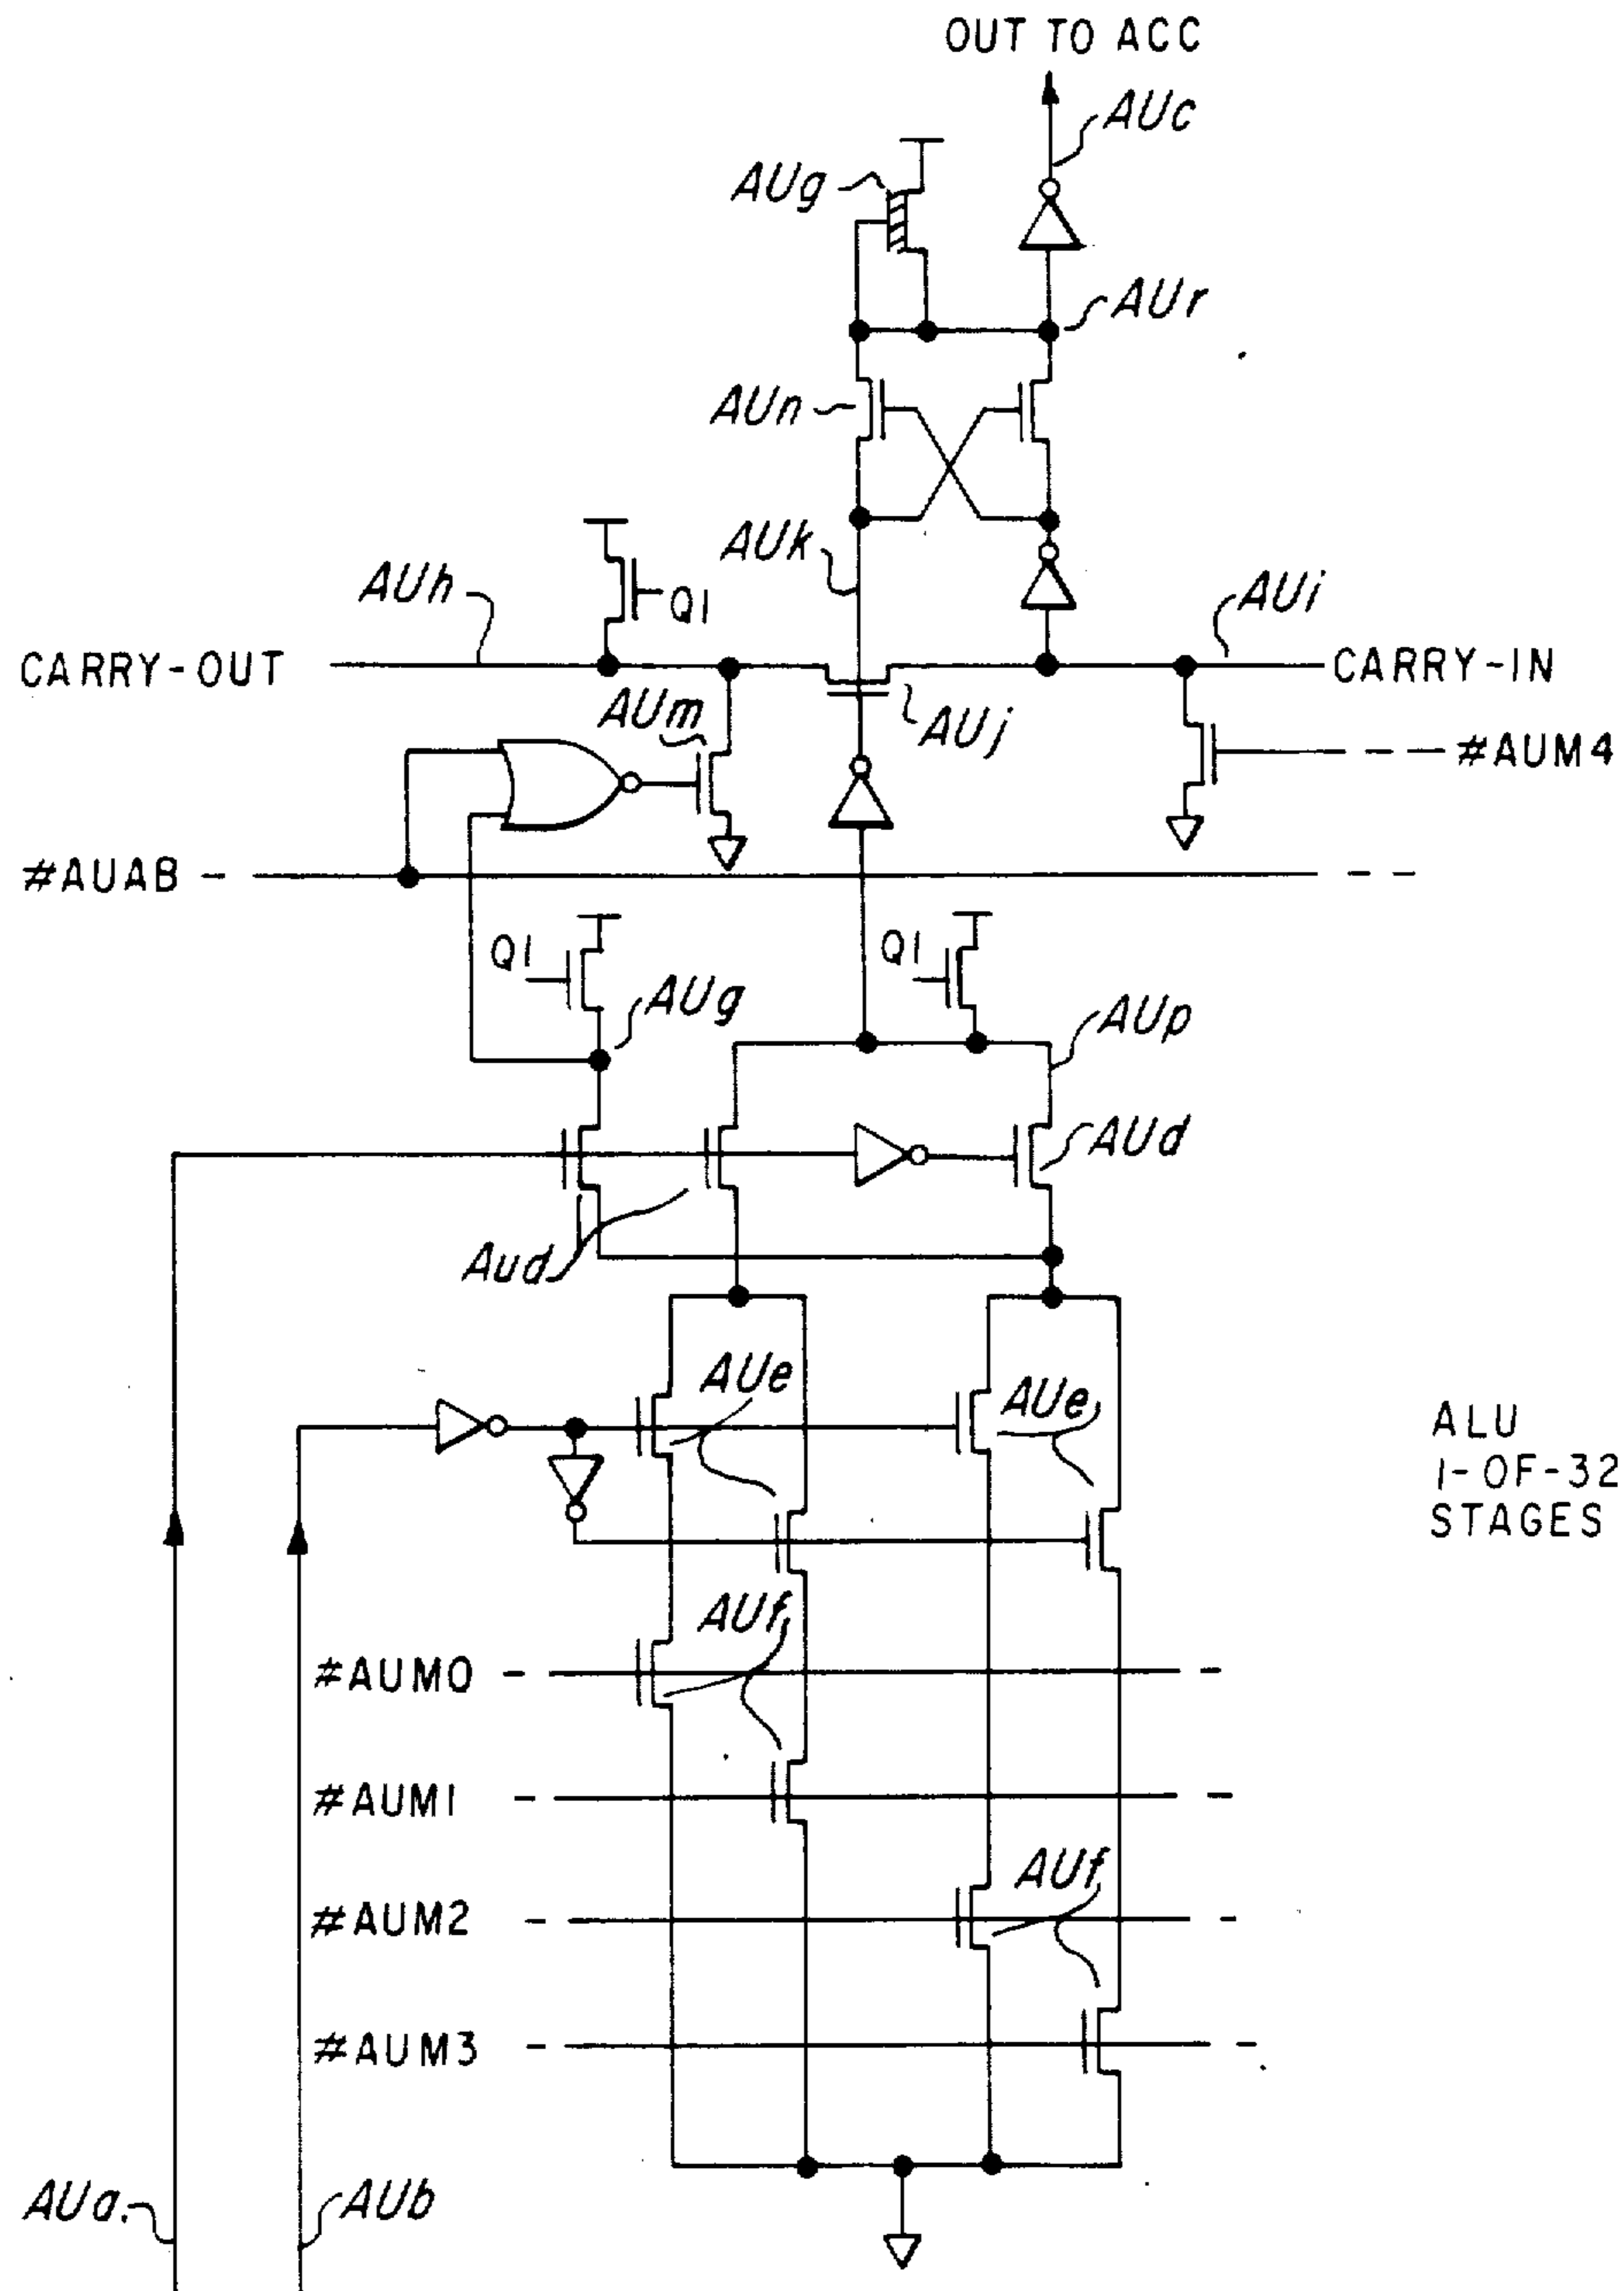 OUT TO ACC
AUc
AUg
AUr
AUn
AUk
AUh
Q1
AUi
CARRY-OUT
CARRY-IN
AUm
AUj
#AUM4
#AUAB
Q1
Q1
AUg
AUp
AUd
Aud
AUe
AUe
ALU
1-OF-32
STAGES
AUf
#AUM0
#AUM1
AUf
#AUM2
#AUM3
AUa.
AUb